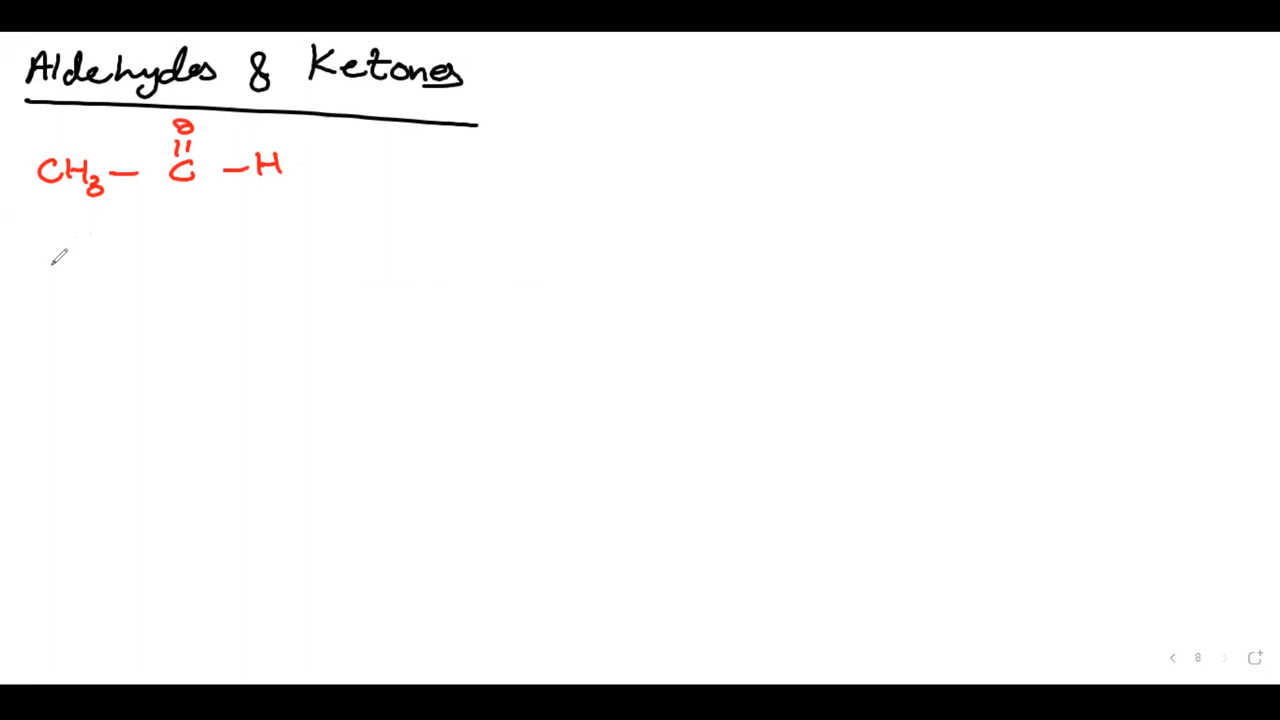 Aldehydes & Ketones
O
||
CH₃ – C – H
< 8 >